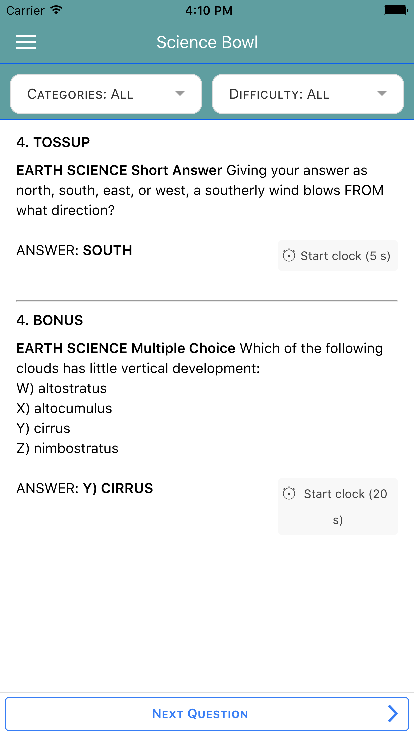 Carrier 4:10 PM
Science Bowl
Categories: All Difficulty: All
4. TOSSUP
EARTH SCIENCE Short Answer Giving your answer as
north, south, east, or west, a southerly wind blows FROM
what direction?
ANSWER: SOUTH
Start clock (5 s)
4. BONUS
EARTH SCIENCE Multiple Choice Which of the following
clouds has little vertical development:
W) altostratus
X) altocumulus
Y) cirrus
Z) nimbostratus
ANSWER: Y) CIRRUS
Start clock (20
s)
Next Question